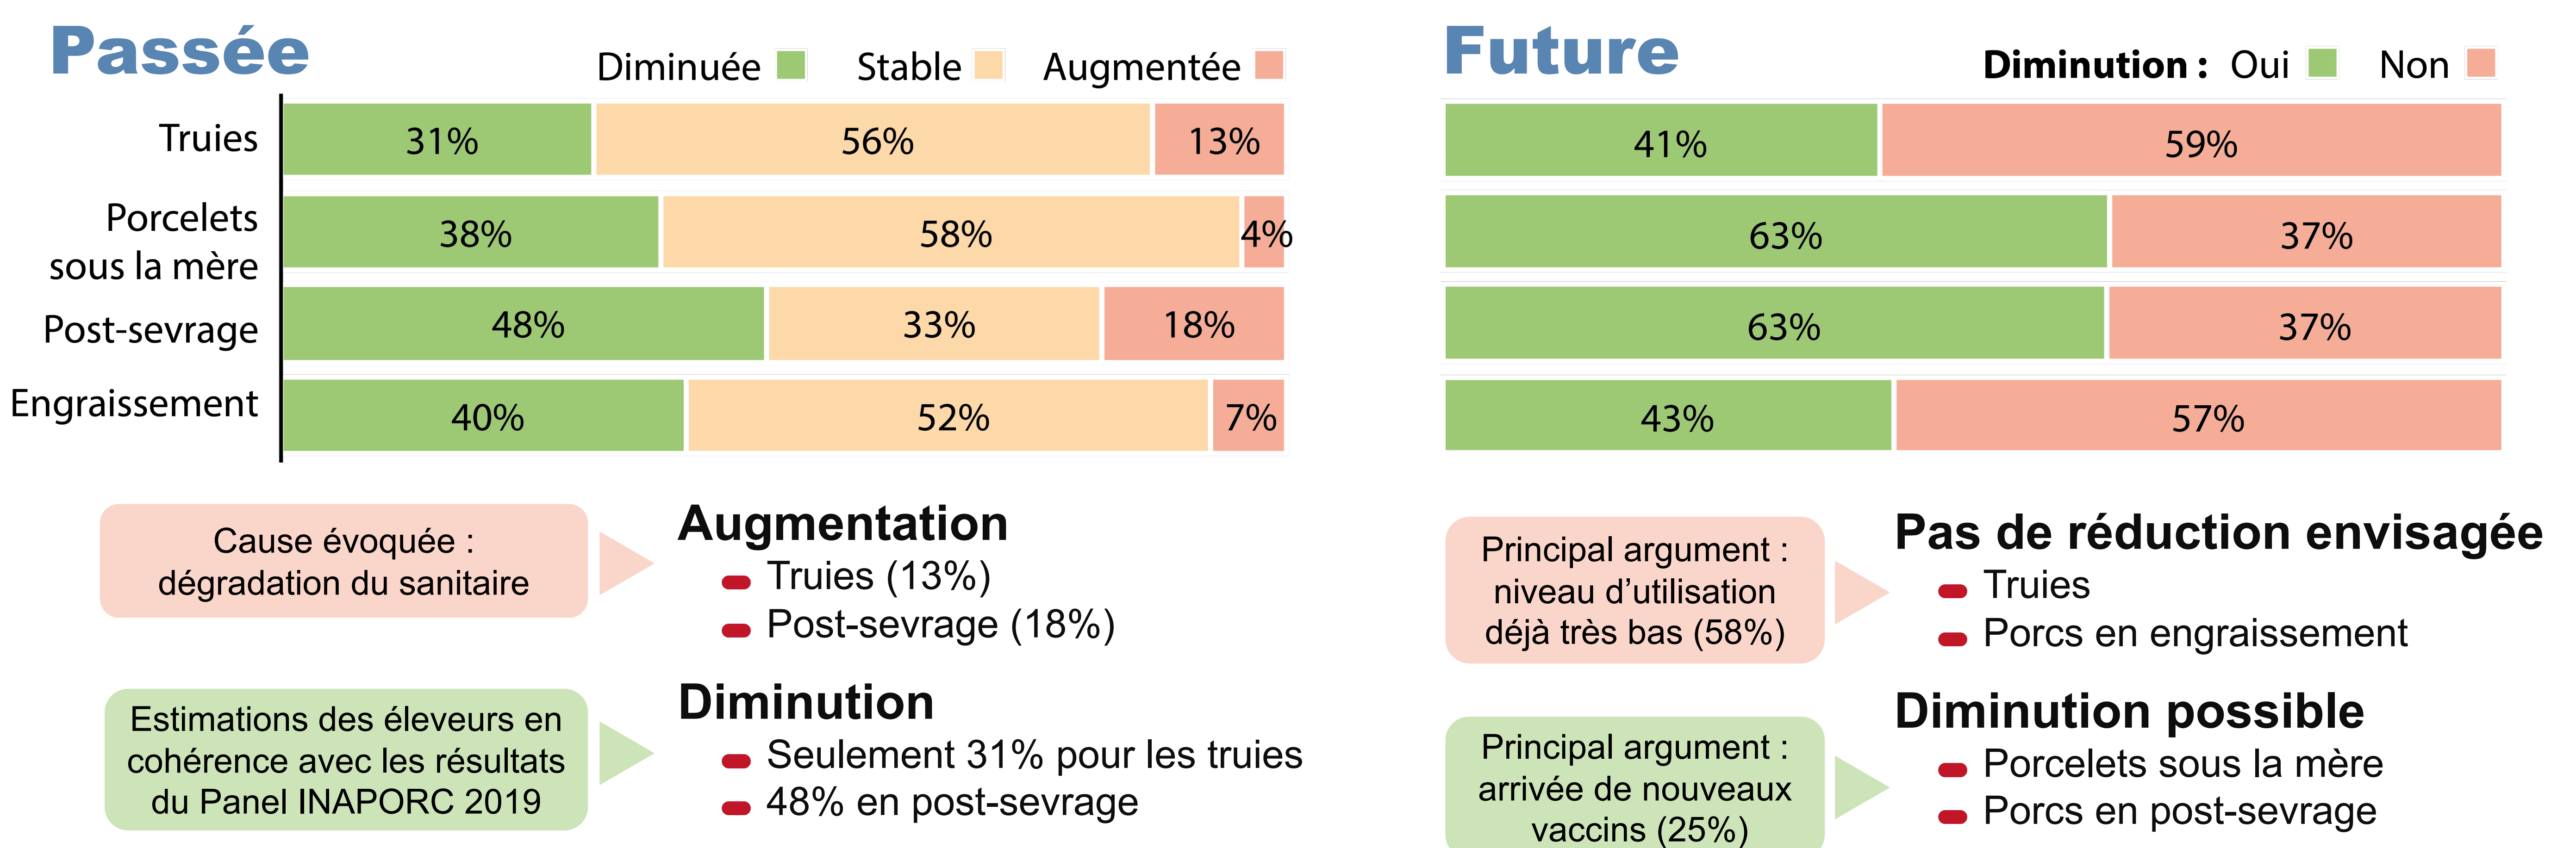 Passée
Diminuée Stable Augmentée
Truies 31% 56% 13%
Porcelets
sous la mère 38% 58% 4%
Post-sevrage 48% 33% 18%
Engraissement 40% 52% 7%
Cause évoquée :
dégradation du sanitaire
Augmentation
Truies (13%)
Post-sevrage (18%)
Estimations des éleveurs en
cohérence avec les résultats
du Panel INAPORC 2019
Diminution
Seulement 31% pour les truies
48% en post-sevrage
Future
Diminution : Oui Non
41% 59%
63% 37%
63% 37%
43% 57%
Principal argument :
niveau d’utilisation
déjà très bas (58%)
Pas de réduction envisagée
Truies
Porcs en engraissement
Principal argument :
arrivée de nouveaux
vaccins (25%)
Diminution possible
Porcelets sous la mère
Porcs en post-sevrage